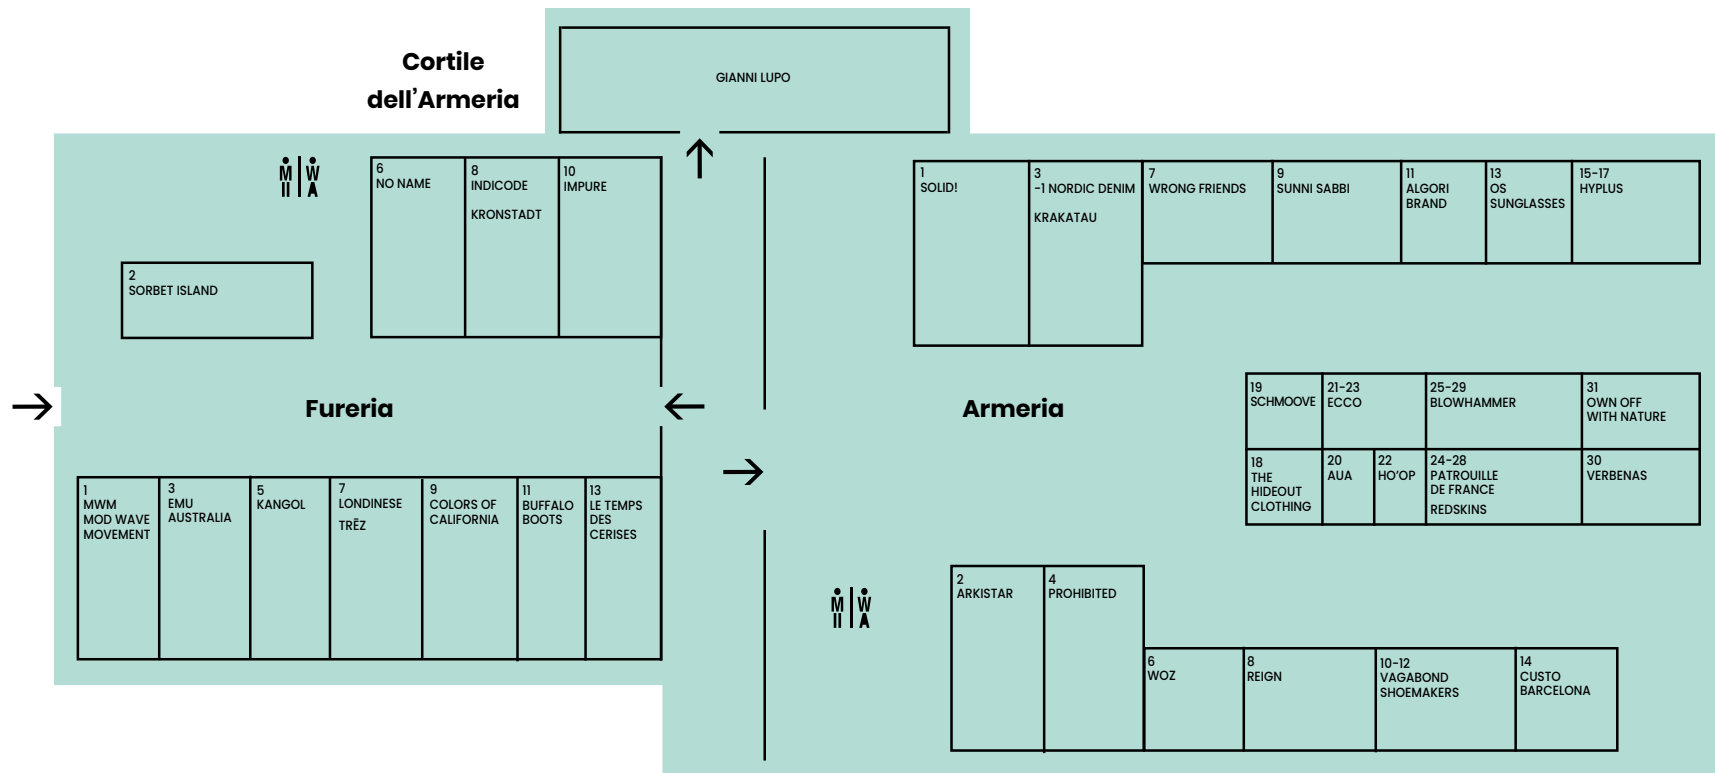 Cortile
dell’Armeria
GIANNI LUPO
M W
6
NO NAME
8
INDICODE
KRONSTADT
10
IMPURE
2
SORBET ISLAND
Fureria
1
MWM
MOD WAVE
MOVEMENT
3
EMU
AUSTRALIA
5
KANGOL
7
LONDINESE
TRĒZ
9
COLORS OF
CALIFORNIA
11
BUFFALO
BOOTS
13
LE TEMPS
DES
CERISES
1
SOLID!
3
-1 NORDIC DENIM
KRAKATAU
7
WRONG FRIENDS
9
SUNNI SABBI
11
ALGORI
BRAND
13
OS
SUNGLASSES
15-17
HYPLUS
Armeria
19
SCHMOOVE
21-23
ECCO
25-29
BLOWHAMMER
31
OWN OFF
WITH NATURE
18
THE
HIDEOUT
CLOTHING
20
AUA
22
HO’OP
24-28
PATROUILLE
DE FRANCE
REDSKINS
30
VERBENAS
M W
2
ARKISTAR
4
PROHIBITED
6
WOZ
8
REIGN
10-12
VAGABOND
SHOEMAKERS
14
CUSTO
BARCELONA